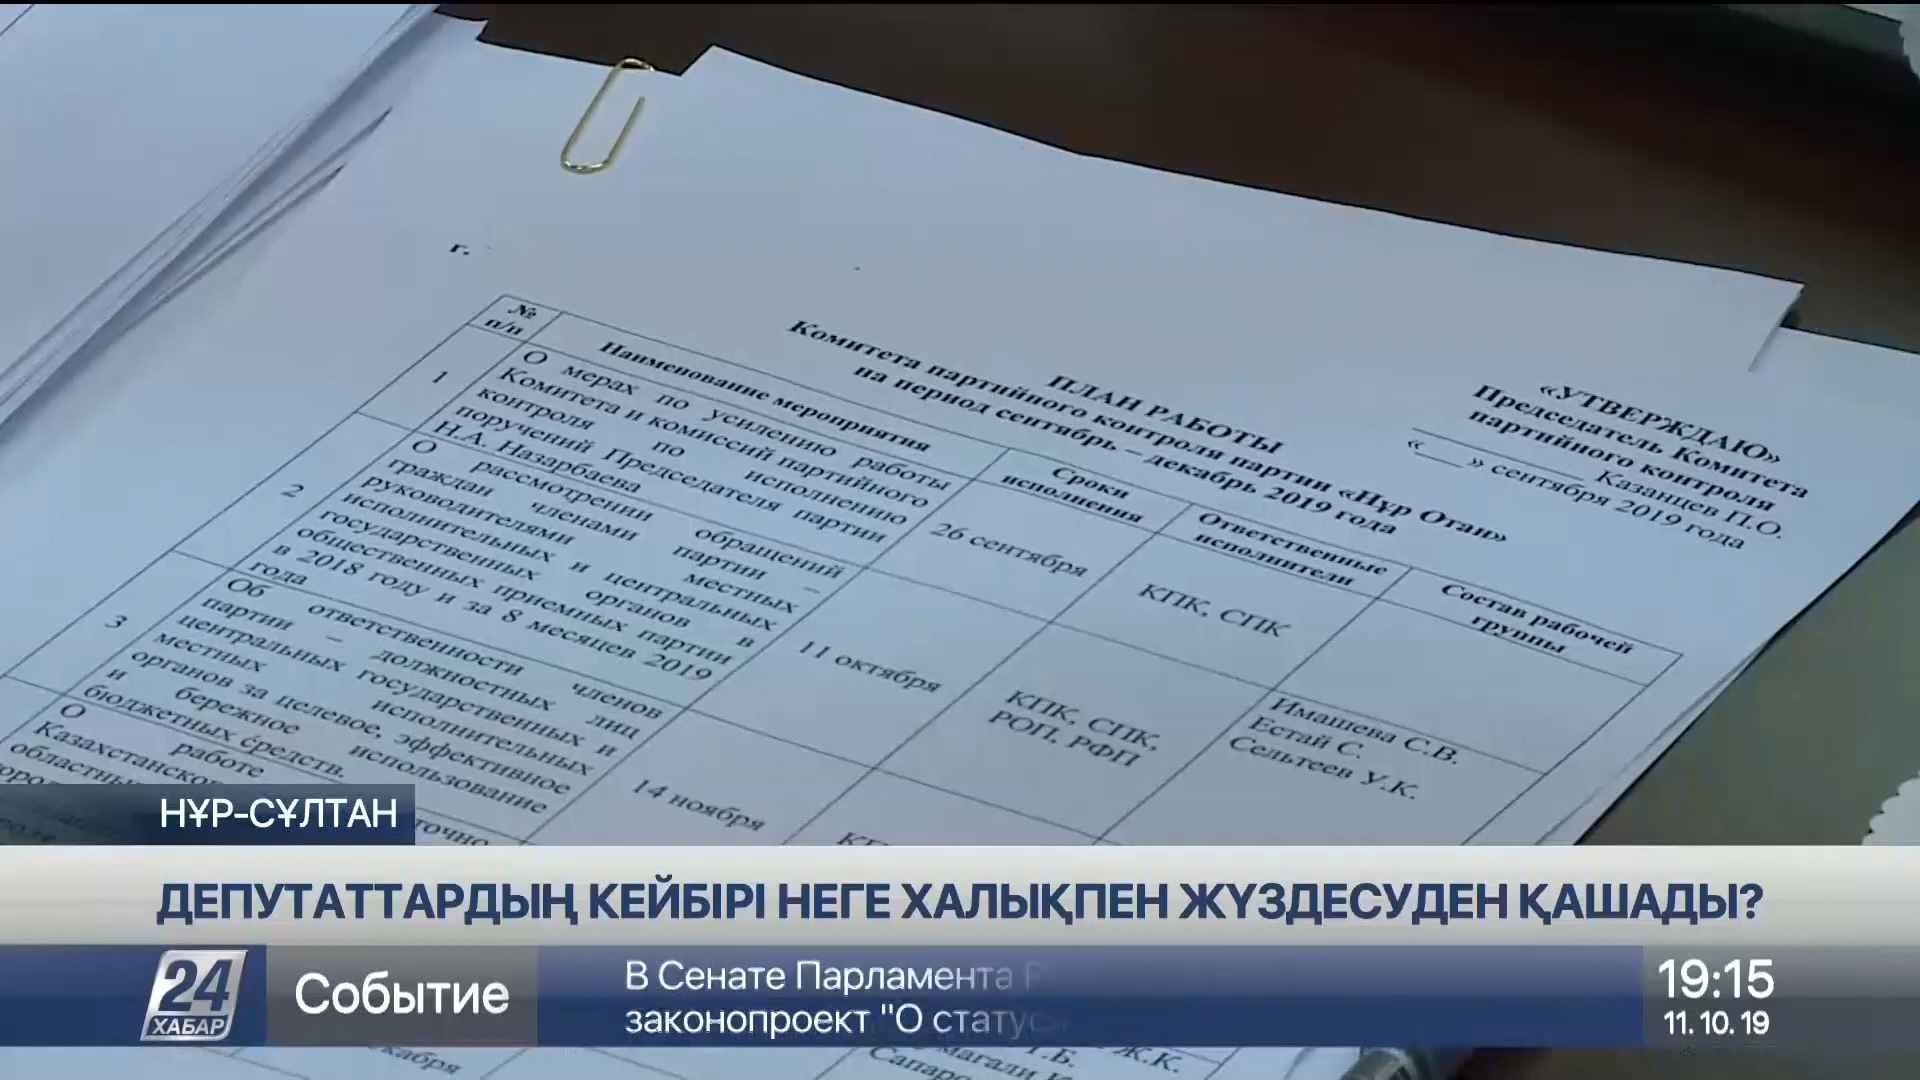 г.
«УТВЕРЖДАЮ»
Председатель Комитета
партийного контроля
Казанцев П.О.
«__» сентября 2019 года
ПЛАН РАБОТЫ
Комитета партийного контроля партии «Нұр Отан»
на период сентябрь – декабрь 2019 года
№
п/п
Наименование мероприятия
Сроки
исполнения
Ответственные
исполнители
Состав рабочей
группы
1
О мерах по усилению работы
Комитета и комиссий партийного
контроля по исполнению
поручений Председателя партии
Н.А. Назарбаева
26 сентября
КПК, СПК
2
О рассмотрении обращений
граждан членами партии –
руководителями местных
исполнительных и центральных
государственных органов в
общественных приемных партии
в 2018 году и за 8 месяцев 2019
года
11 октября
КПК, СПК,
РОП, РФП
Имашева С.В.
Естай С.
Сельтеев У.К.
3
Об ответственности членов
партии – должностных лиц
центральных государственных и
местных исполнительных
органов за целевое, эффективное
и бережное использование
бюджетных средств.
14 ноября
О работе
НҰР-СҰЛТАН
ДЕПУТАТТАРДЫҢ КЕЙБІРІ НЕГЕ ХАЛЫҚПЕН ЖҮЗДЕСУДЕН ҚАШАДЫ?
24
ХАБАР
Событие
В Сенате Парламента
законопроект "О
19:15
11.10.19
Ж.К.
Т.Б.